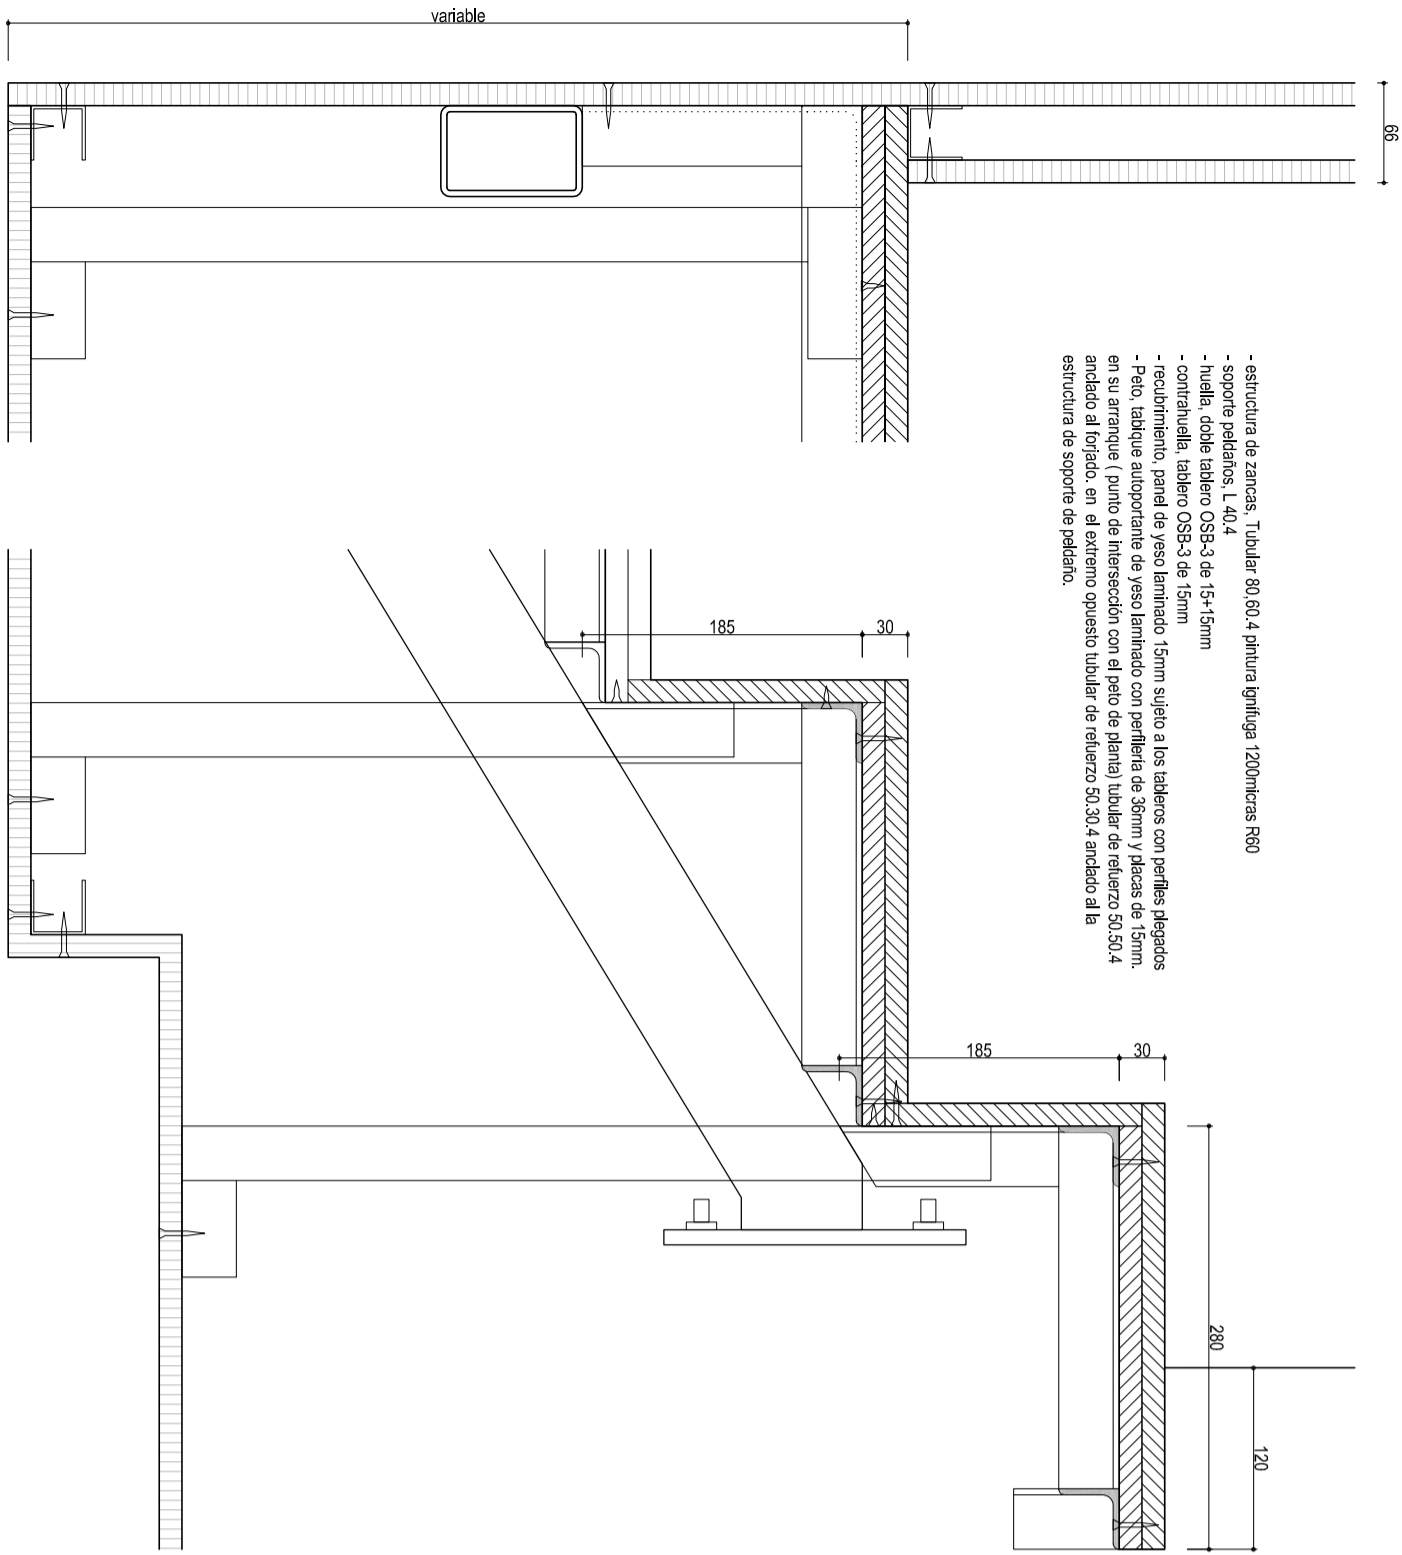 variable
66
- estructura de zancas, Tubular 80,60.4 pintura ignífuga 1200micras R60
- soporte peldaños, L 40.4
- huella, doble tablero OSB-3 de 15+15mm
- contrahuella, tablero OSB-3 de 15mm
- recubrimiento, panel de yeso laminado 15mm sujeto a los tableros con perfiles plegados
- Peto, tabique autoportante de yeso laminado con perfilería de 36mm y placas de 15mm.
en su arranque ( punto de intersección con el peto de planta) tubular de refuerzo 50.50.4
anclado al forjado. en el extremo opuesto tubular de refuerzo 50.30.4 anclado al la
estructura de soporte de peldaño.
185
30
185
30
280
120